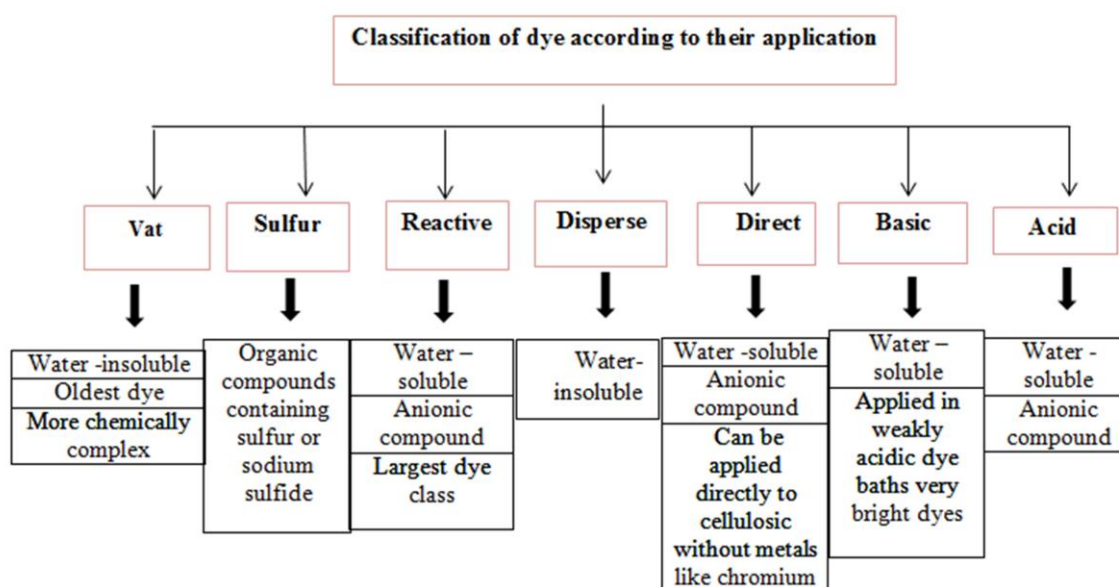 Classification of dye according to their application
Vat
Sulfur
Reactive
Disperse
Direct
Basic
Acid
Water -insoluble
Oldest dye
More chemically
complex
Organic
compounds
containing
sulfur or
sodium
sulfide
Water –
soluble
Anionic
compound
Largest dye
class
Water-
insoluble
Water -soluble
Anionic
compound
Can be
applied
directly to
cellulosic
without metals
like chromium
Water –
soluble
Applied in
weakly
acidic dye
baths very
bright dyes
Water -
soluble
Anionic
compound